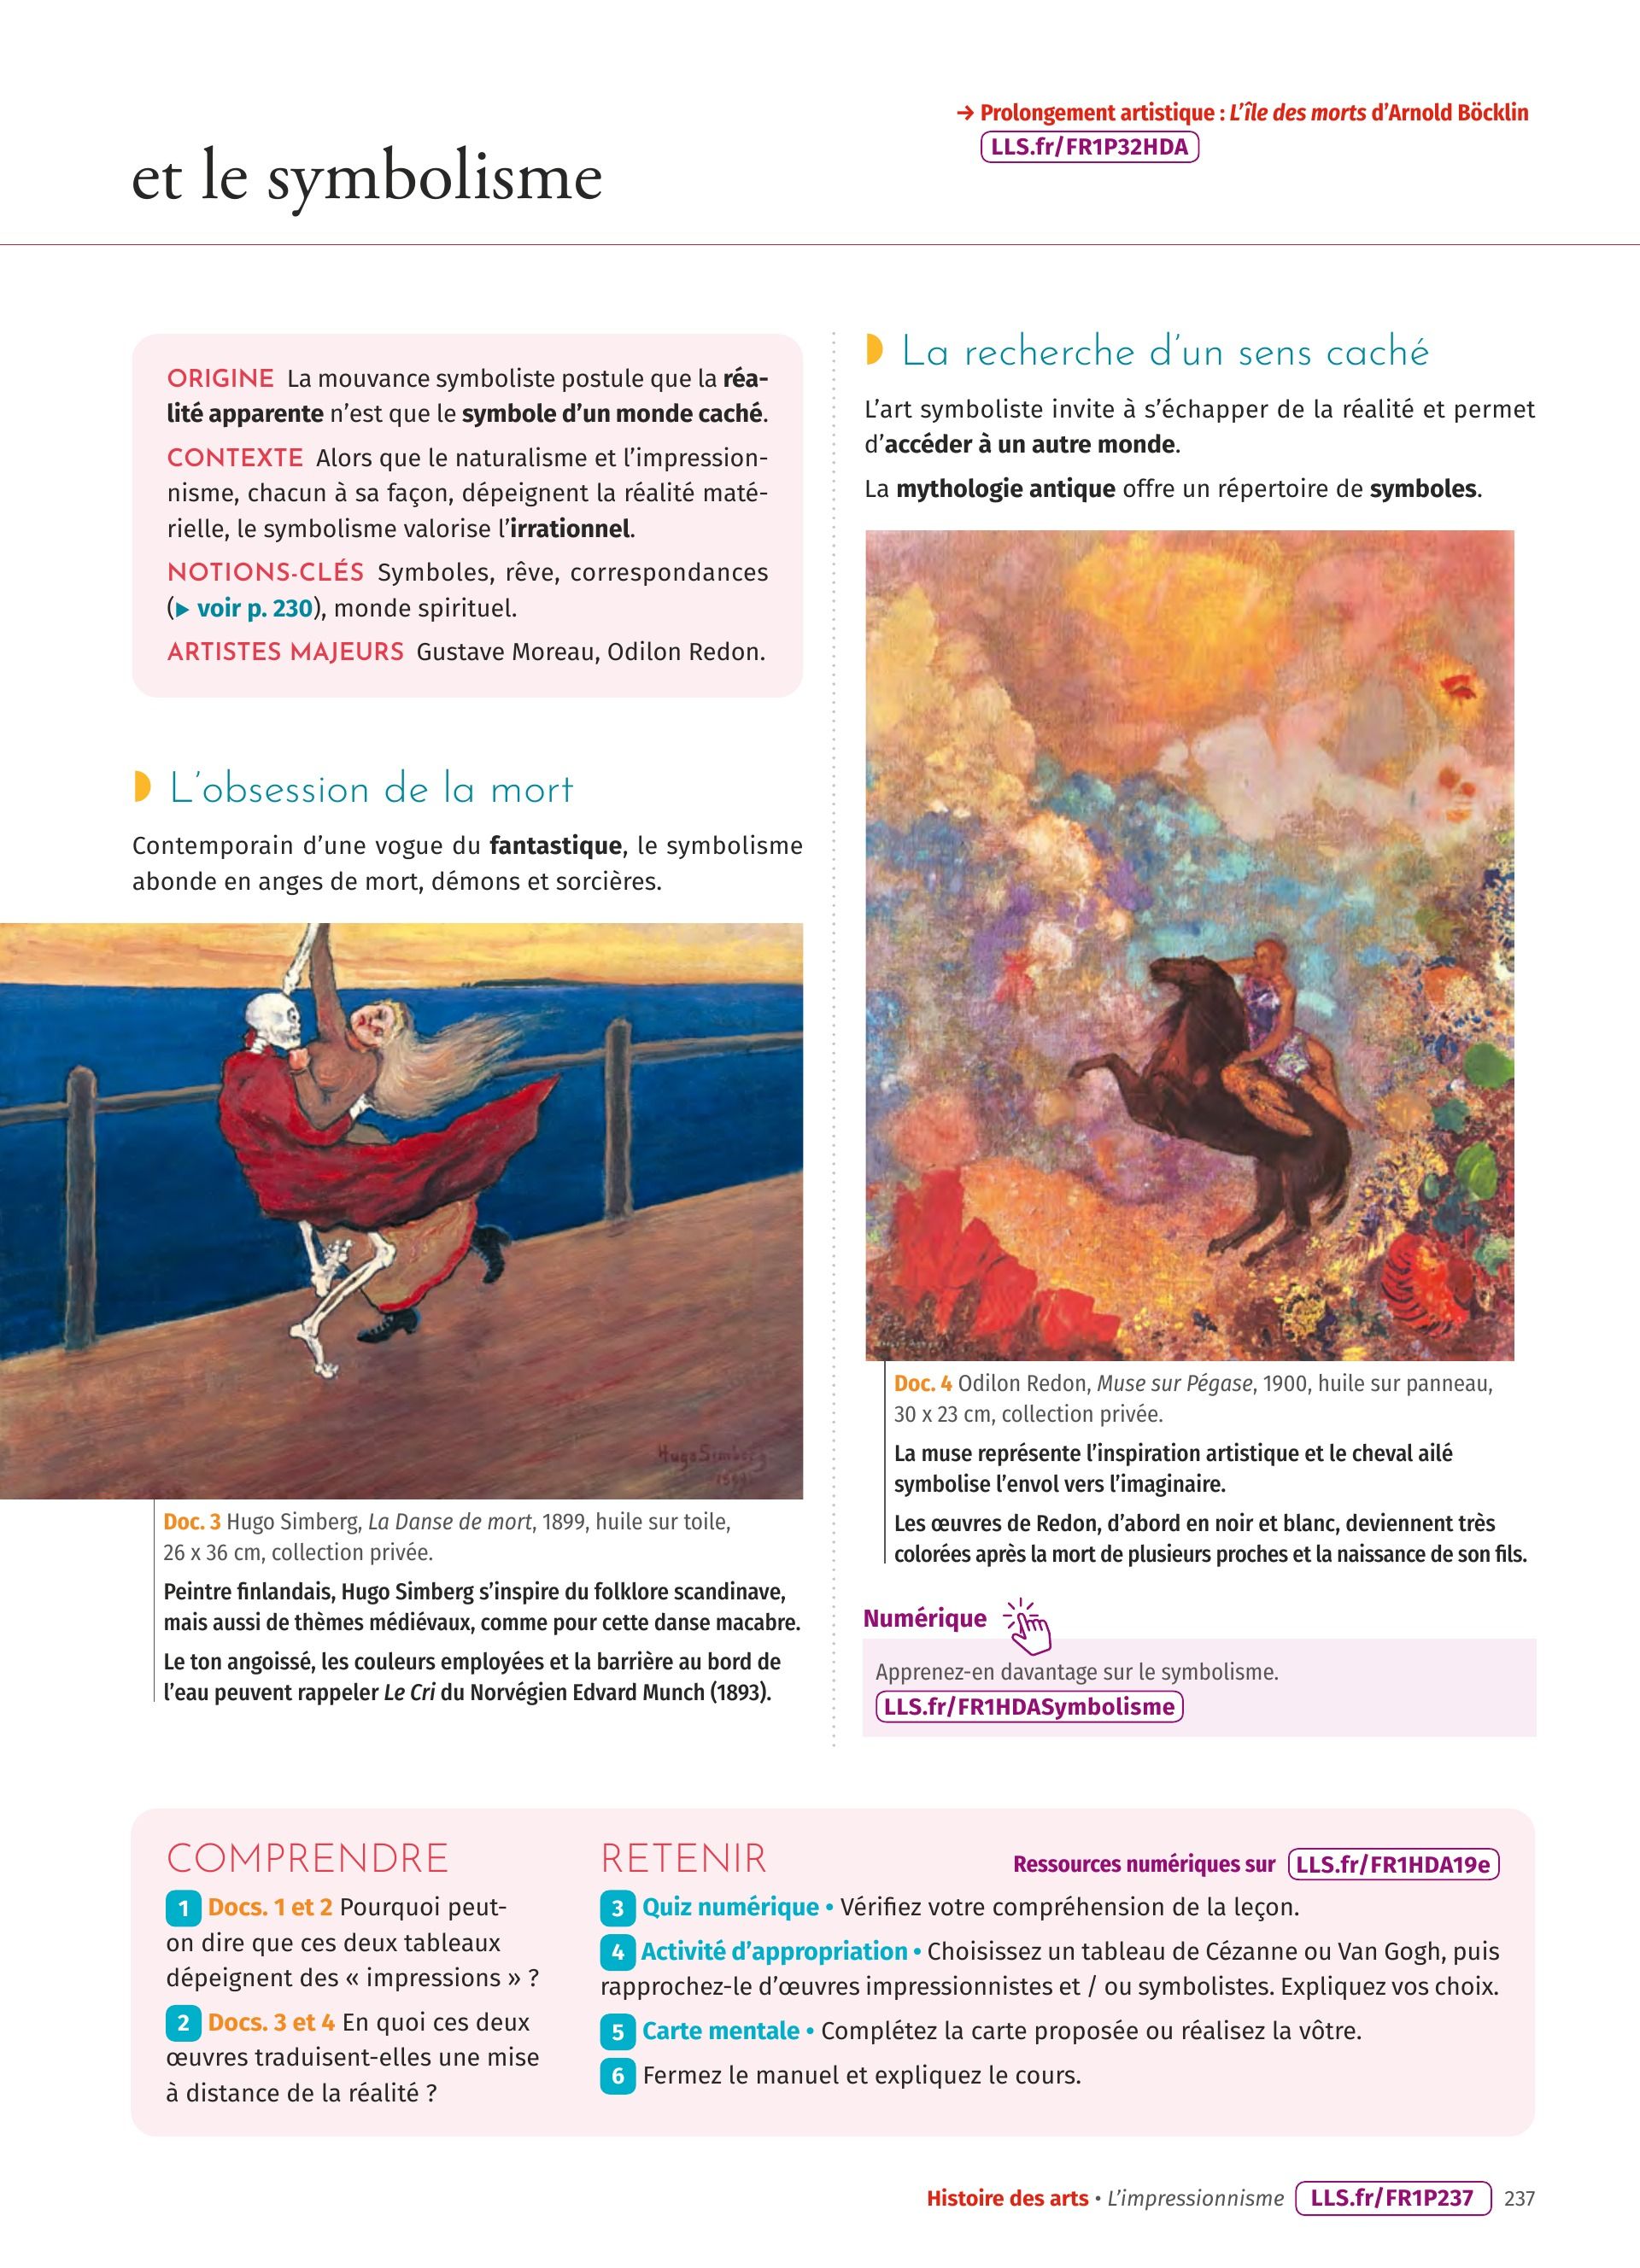 → Prolongement artistique : L'île des morts d'Arnold Böcklin
LLS.fr/FR1P32HDA
et le symbolisme
ORIGINE La mouvance symboliste postule que la réa-
lité apparente n'est que le symbole d'un monde caché.
CONTEXTE Alors que le naturalisme et l'impression-
nisme, chacun à sa façon, dépeignent la réalité maté-
rielle, le symbolisme valorise l'irrationnel.
NOTIONS-CLÉS Symboles, rêve, correspondances
(▶ voir p. 230), monde spirituel.
ARTISTES MAJEURS Gustave Moreau, Odilon Redon.
L'obsession de la mort
Contemporain d'une vogue du fantastique, le symbolisme
abonde en anges de mort, démons et sorcières.
Hugo Simberg
1899
Doc. 3 Hugo Simberg, La Danse de mort, 1899, huile sur toile,
26 x 36 cm, collection privée.
Peintre finlandais, Hugo Simberg s'inspire du folklore scandinave,
mais aussi de thèmes médiévaux, comme pour cette danse macabre.
Le ton angoissé, les couleurs employées et la barrière au bord de
l'eau peuvent rappeler Le Cri du Norvégien Edvard Munch (1893).
La recherche d'un sens caché
L'art symboliste invite à s'échapper de la réalité et permet
d'accéder à un autre monde.
La mythologie antique offre un répertoire de symboles.
Doc. 4 Odilon Redon, Muse sur Pégase, 1900, huile sur panneau,
30 x 23 cm, collection privée.
La muse représente l'inspiration artistique et le cheval ailé
symbolise l'envol vers l'imaginaire.
Les œuvres de Redon, d'abord en noir et blanc, deviennent très
colorées après la mort de plusieurs proches et la naissance de son fils.
Numérique
Apprenez-en davantage sur le symbolisme.
LLS.fr/FR1HDASymbolisme
COMPRENDRE
1 Docs. 1 et 2 Pourquoi peut-
on dire que ces deux tableaux
dépeignent des « impressions » ?
2 Docs. 3 et 4 En quoi ces deux
œuvres traduisent-elles une mise
à distance de la réalité ?
RETENIR
Ressources numériques sur LLS.fr/FR1HDA19e
3 Quiz numérique • Vérifiez votre compréhension de la leçon.
4 Activité d'appropriation • Choisissez un tableau de Cézanne ou Van Gogh, puis
rapprochez-le d'œuvres impressionnistes et / ou symbolistes. Expliquez vos choix.
5 Carte mentale • Complétez la carte proposée ou réalisez la vôtre.
6 Fermez le manuel et expliquez le cours.
Histoire des arts • L'impressionnisme LLS.fr/FR1P237 237